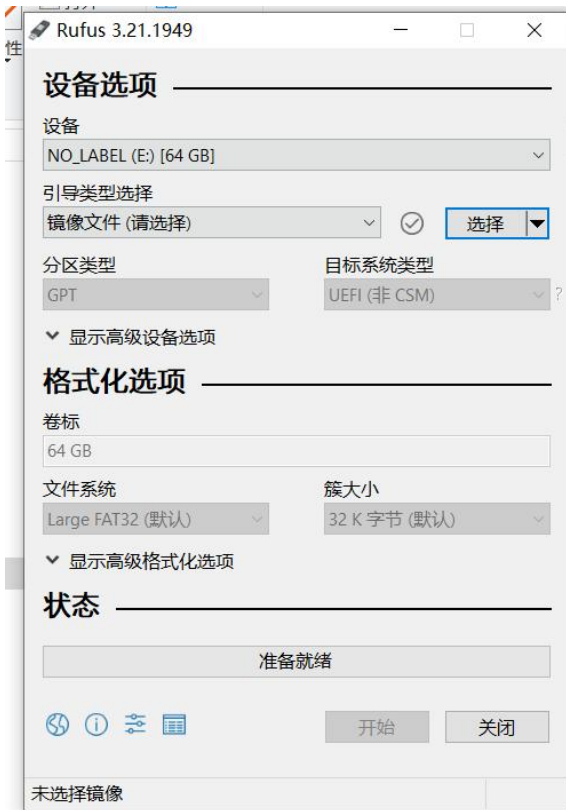 Rufus 3.21.1949
性
设备选项
设备
NO_LABEL (E:) [64 GB]
引导类型选择
镜像文件 (请选择) 选择
分区类型 目标系统类型
GPT UEFI (非 CSM) ?
显示高级设备选项
格式化选项
卷标
64 GB
文件系统 簇大小
Large FAT32 (默认) 32 K 字节 (默认)
显示高级格式化选项
状态
准备就绪
开始 关闭
未选择镜像